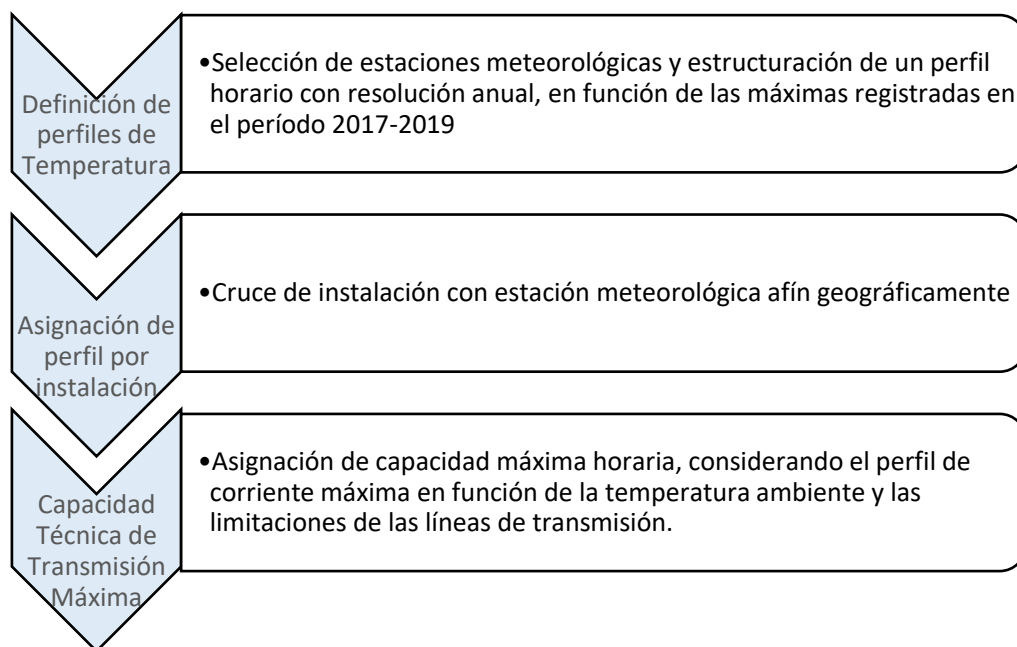 Definición de
perfiles de
Temperatura
•Selección de estaciones meteorológicas y estructuración de un perfil
horario con resolución anual, en función de las máximas registradas en
el período 2017-2019
Asignación de
perfil por
instalación
•Cruce de instalación con estación meteorológica afín geográficamente
Capacidad
Técnica de
Transmisión
Máxima
•Asignación de capacidad máxima horaria, considerando el perfil de
corriente máxima en función de la temperatura ambiente y las
limitaciones de las líneas de transmisión.